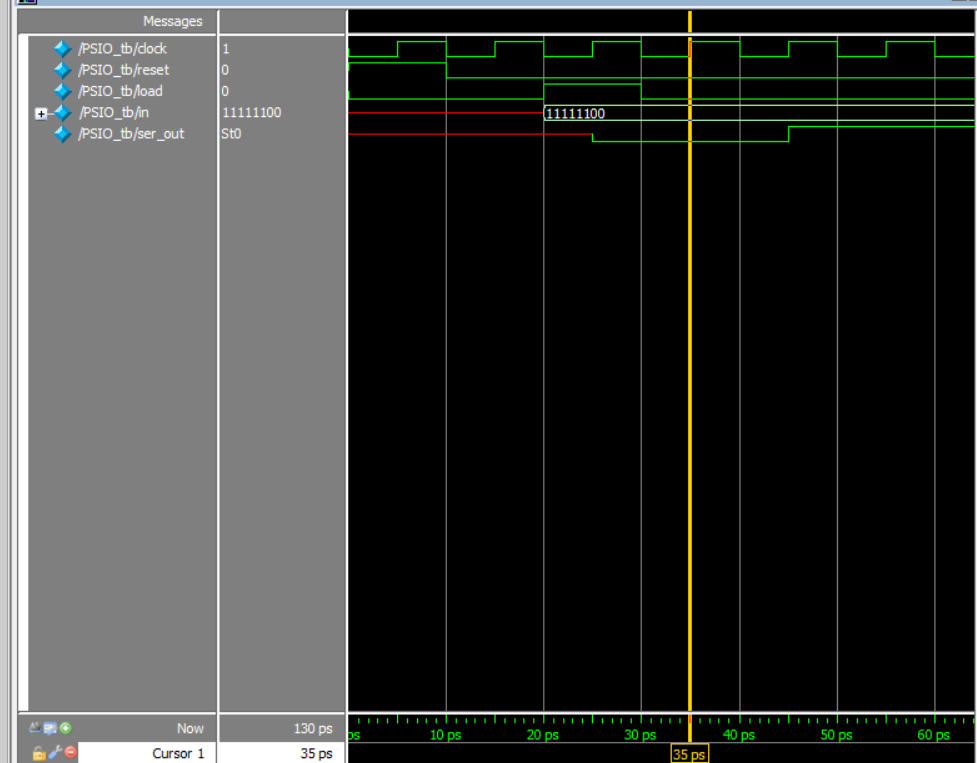 Messages
/PSIO_tb/clock 1
/PSIO_tb/reset 0
/PSIO_tb/load 0
/PSIO_tb/in 11111100 11111100
/PSIO_tb/ser_out St0
Now 130 ps ps 10 ps 20 ps 30 ps 40 ps 50 ps 60 ps
Cursor 1 35 ps 35 ps